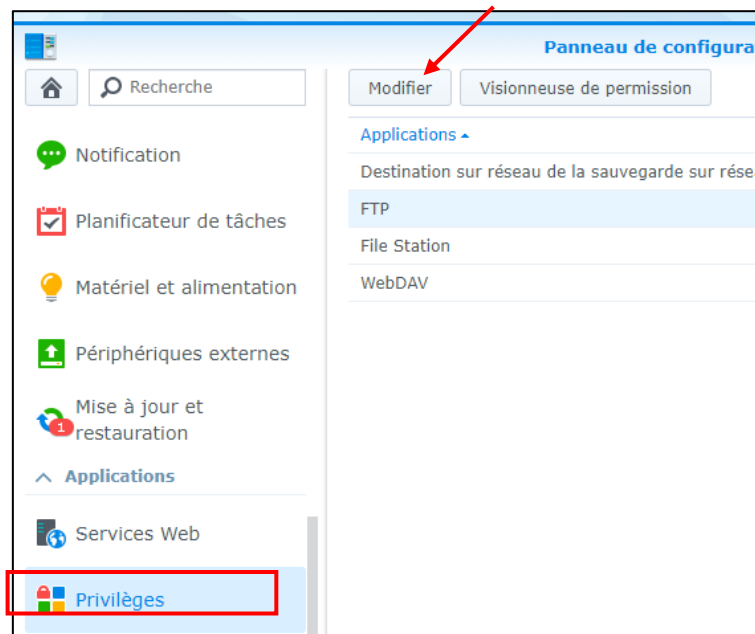 Panneau de configura
Recherche
Modifier
Visionneuse de permission
Applications
Destination sur réseau de la sauvegarde sur rése
FTP
File Station
WebDAV
Notification
Planificateur de tâches
Matériel et alimentation
Périphériques externes
Mise à jour et
restauration
1
Applications
Services Web
Privilèges